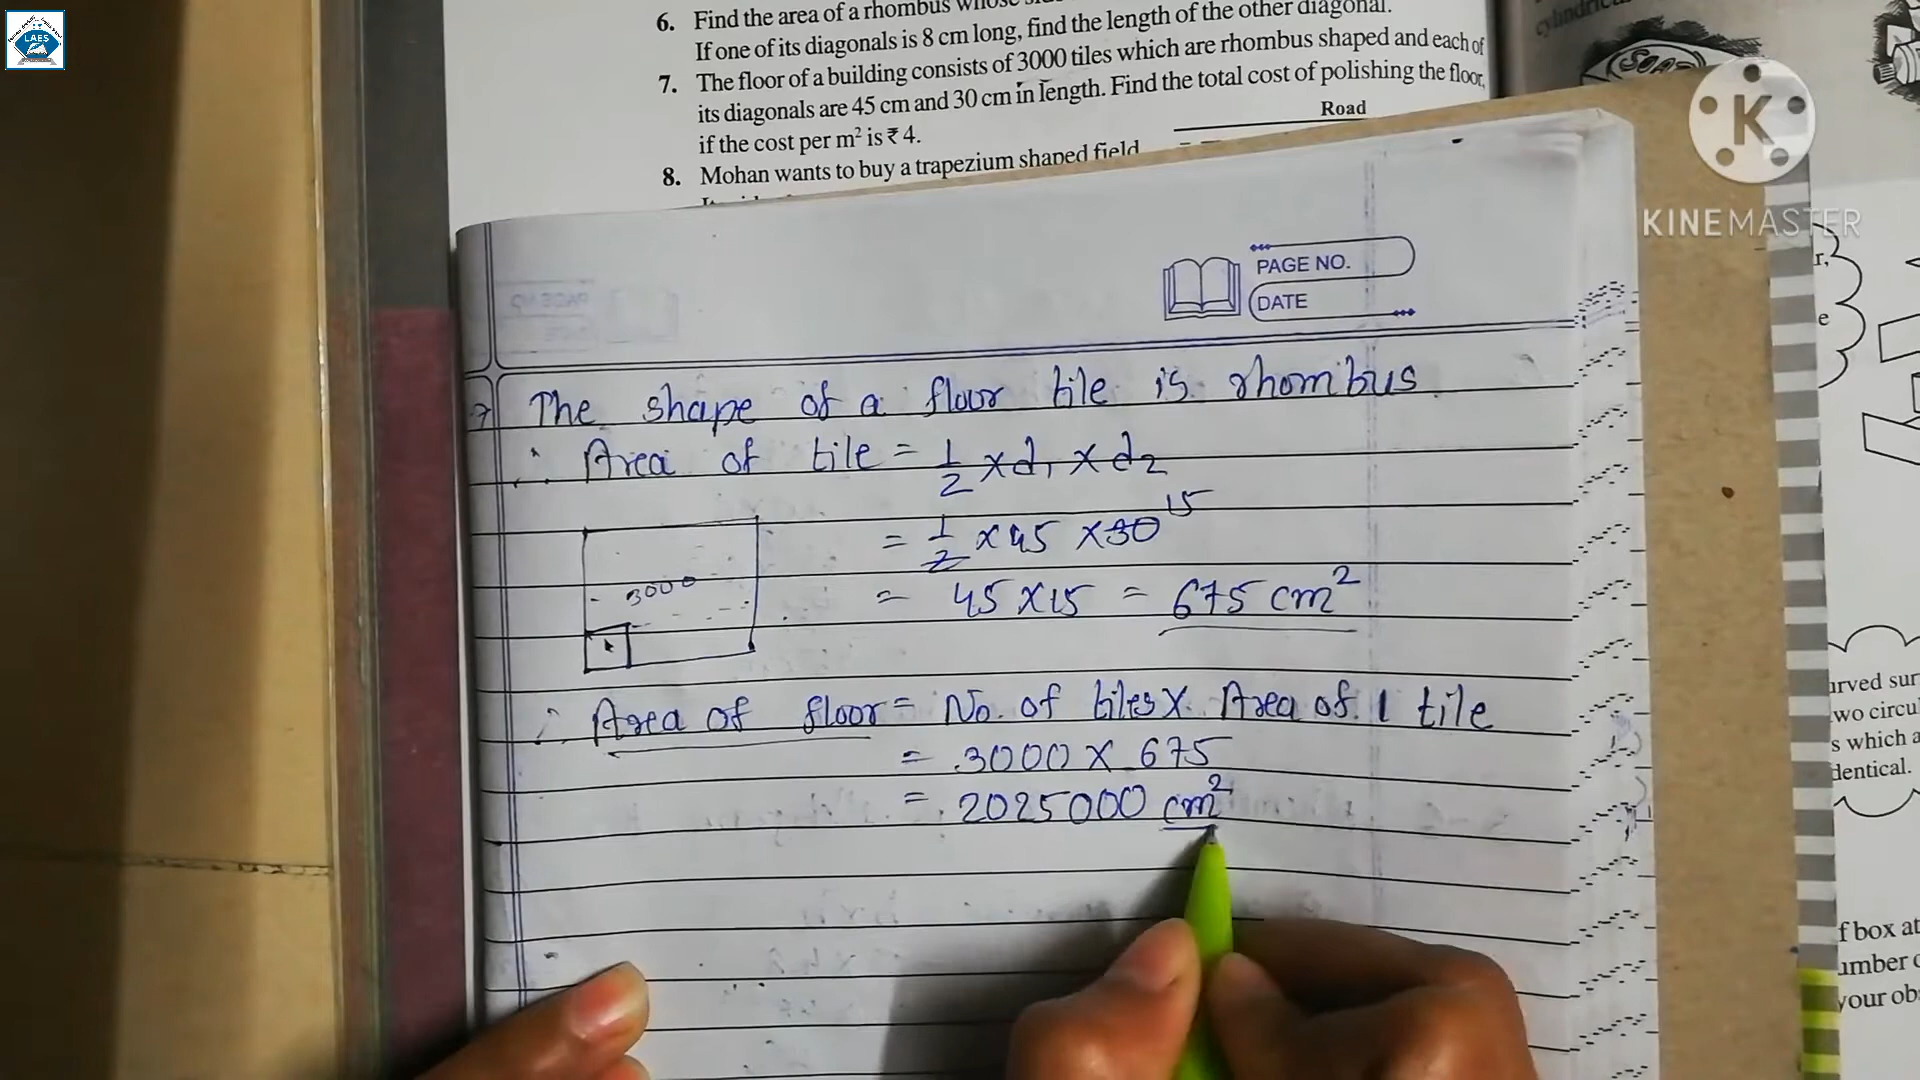 LAES
6. Find the area of a rhombus whose
If one of its diagonals is 8 cm long, find the length of the other diagonal.
7. The floor of a building consists of 3000 tiles which are rhombus shaped and each of
its diagonals are 45 cm and 30 cm in length. Find the total cost of polishing the floor,
if the cost per m² is ₹ 4.
Road
8. Mohan wants to buy a trapezium shaped field
SOAP
K
KINEMASTER
PAGE NO.
DATE
7 The shape of a floor tile is rhombus
∴ Area of tile = 1/2 × d1 × d2
= 1/2 × 45 × 30 15
= 45 × 15 = 675 cm²
3000
∴ Area of floor = No. of tiles × Area of 1 tile
= 3000 × 675
= 2025000 cm²
r,
e
urved sur
wo circu
s which a
dentical.
f box at
umber o
your ob